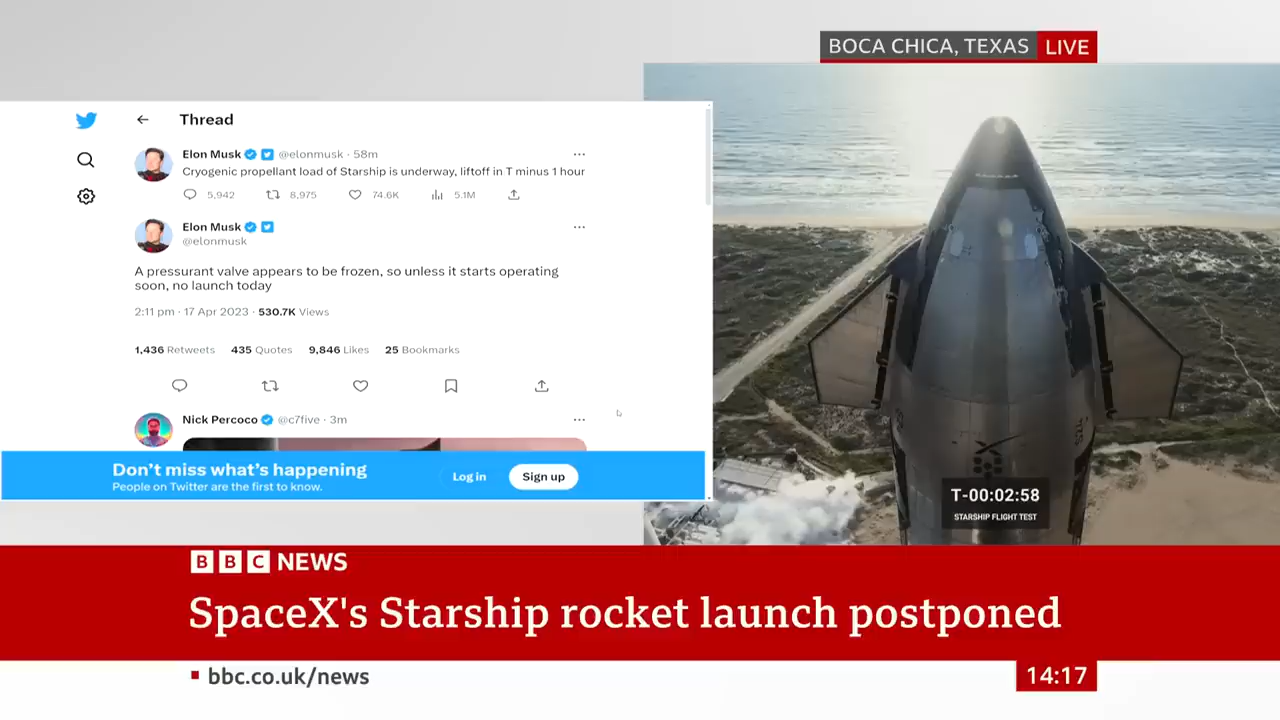 BOCA CHICA, TEXAS LIVE
Thread
Elon Musk @elonmusk · 58m
Cryogenic propellant load of Starship is underway, liftoff in T minus 1 hour
5,942 8,975 74.6K 5.1M
Elon Musk
@elonmusk
A pressurant valve appears to be frozen, so unless it starts operating
soon, no launch today
2:11 pm · 17 Apr 2023 · 530.7K Views
1,436 Retweets 435 Quotes 9,846 Likes 25 Bookmarks
Nick Percoco @c7five · 3m
Don't miss what's happening
People on Twitter are the first to know.
Log in Sign up
T-00:02:58
STARSHIP FLIGHT TEST
BBC NEWS
SpaceX's Starship rocket launch postponed
bbc.co.uk/news
14:17